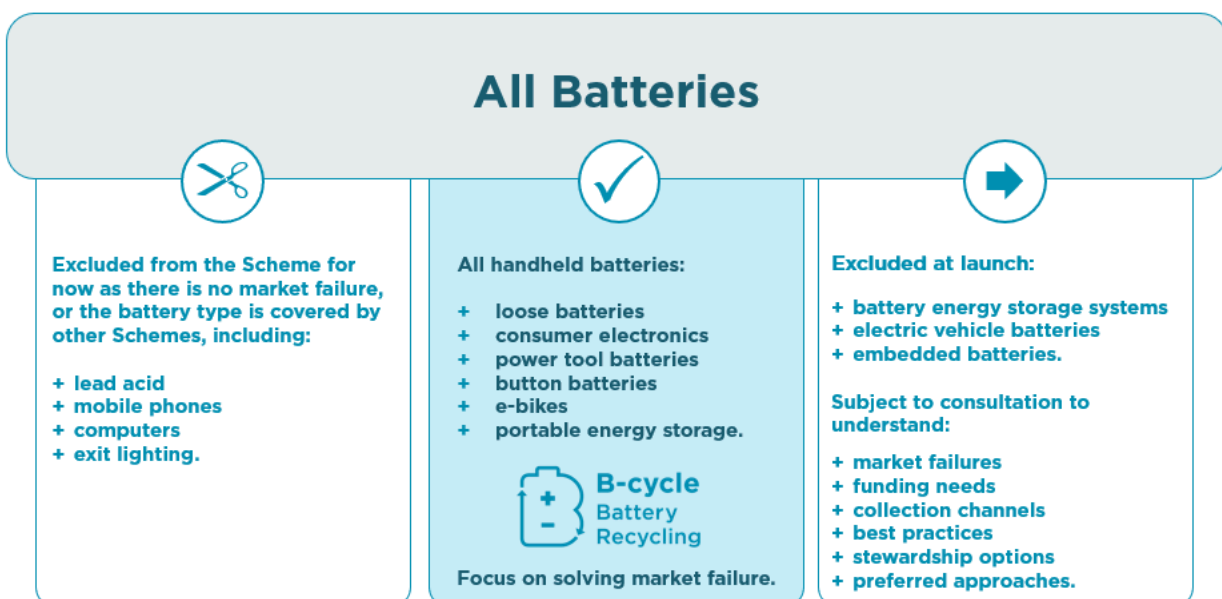 All Batteries
Excluded from the Scheme for
now as there is no market failure,
or the battery type is covered by
other Schemes, including:
+ lead acid
+ mobile phones
+ computers
+ exit lighting.
All handheld batteries:
+ loose batteries
+ consumer electronics
+ power tool batteries
+ button batteries
+ e-bikes
+ portable energy storage.
B-cycle
Battery
Recycling
Focus on solving market failure.
Excluded at launch:
+ battery energy storage systems
+ electric vehicle batteries
+ embedded batteries.
Subject to consultation to
understand:
+ market failures
+ funding needs
+ collection channels
+ best practices
+ stewardship options
+ preferred approaches.